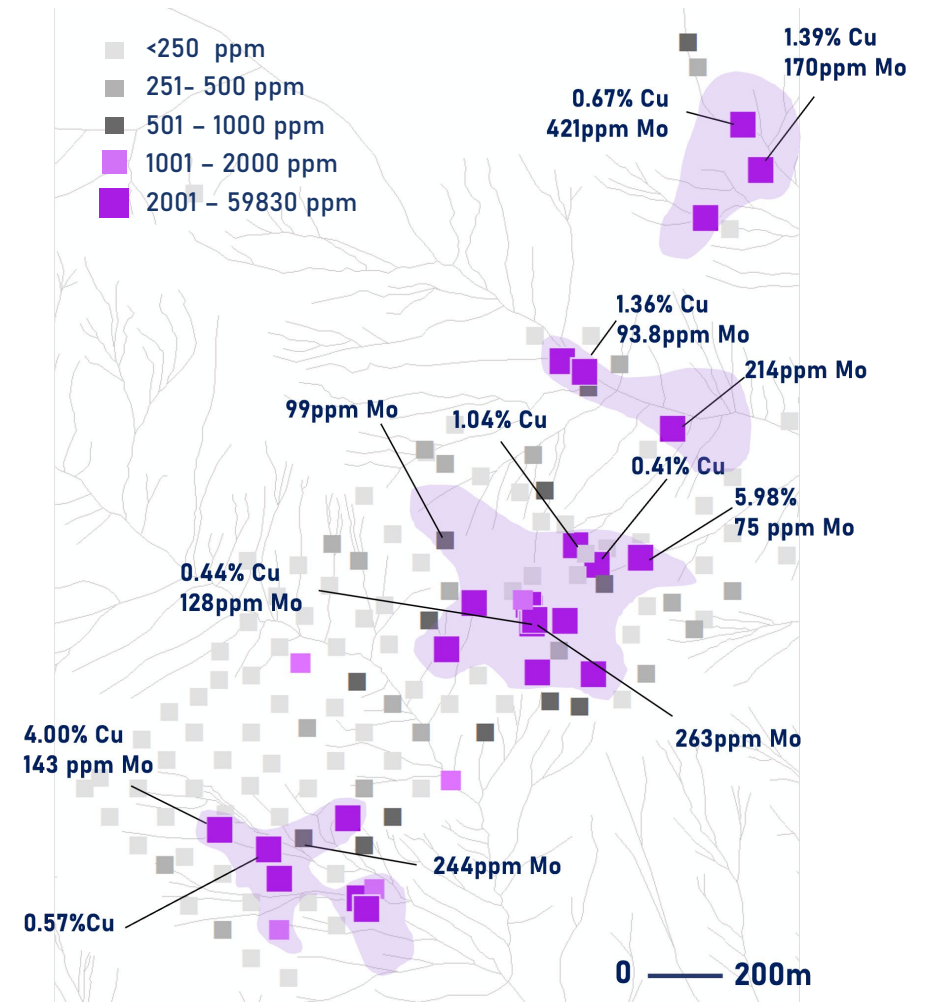 <250 ppm
251- 500 ppm
501 – 1000 ppm
1001 – 2000 ppm
2001 – 59830 ppm
1.39% Cu
170ppm Mo
0.67% Cu
421ppm Mo
1.36% Cu
93.8ppm Mo
214ppm Mo
99ppm Mo
1.04% Cu
0.41% Cu
5.98%
75 ppm Mo
0.44% Cu
128ppm Mo
263ppm Mo
4.00% Cu
143 ppm Mo
244ppm Mo
0.57%Cu
0 200m